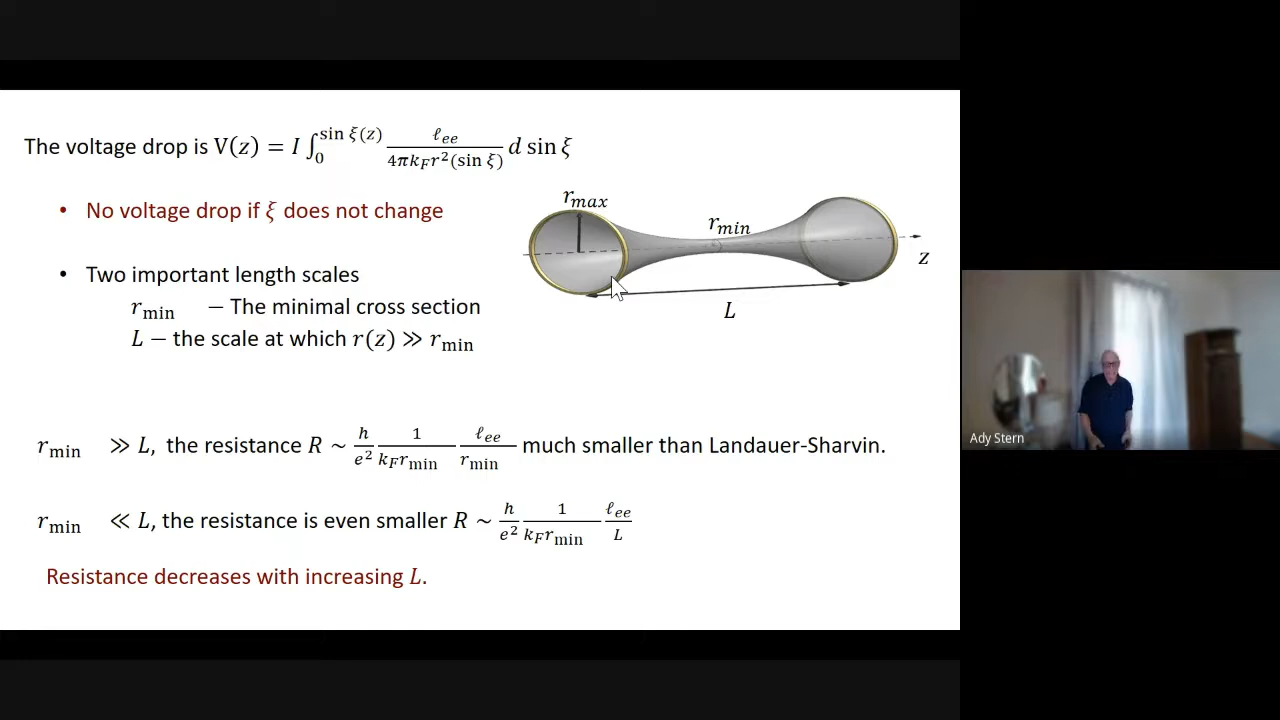 The voltage drop is V(z) = I ∫₀^{sin ξ(z)} ℓ_ee / (4πk_F r²(sin ξ)) d sin ξ
• No voltage drop if ξ does not change
r_max
r_min
z
L
• Two important length scales
r_min – The minimal cross section
L – the scale at which r(z) ≫ r_min
r_min ≫ L, the resistance R ~ h/e² 1/(k_F r_min) ℓ_ee/r_min much smaller than Landauer-Sharvin.
r_min ≪ L, the resistance is even smaller R ~ h/e² 1/(k_F r_min) ℓ_ee/L
Resistance decreases with increasing L.
Ady Stern